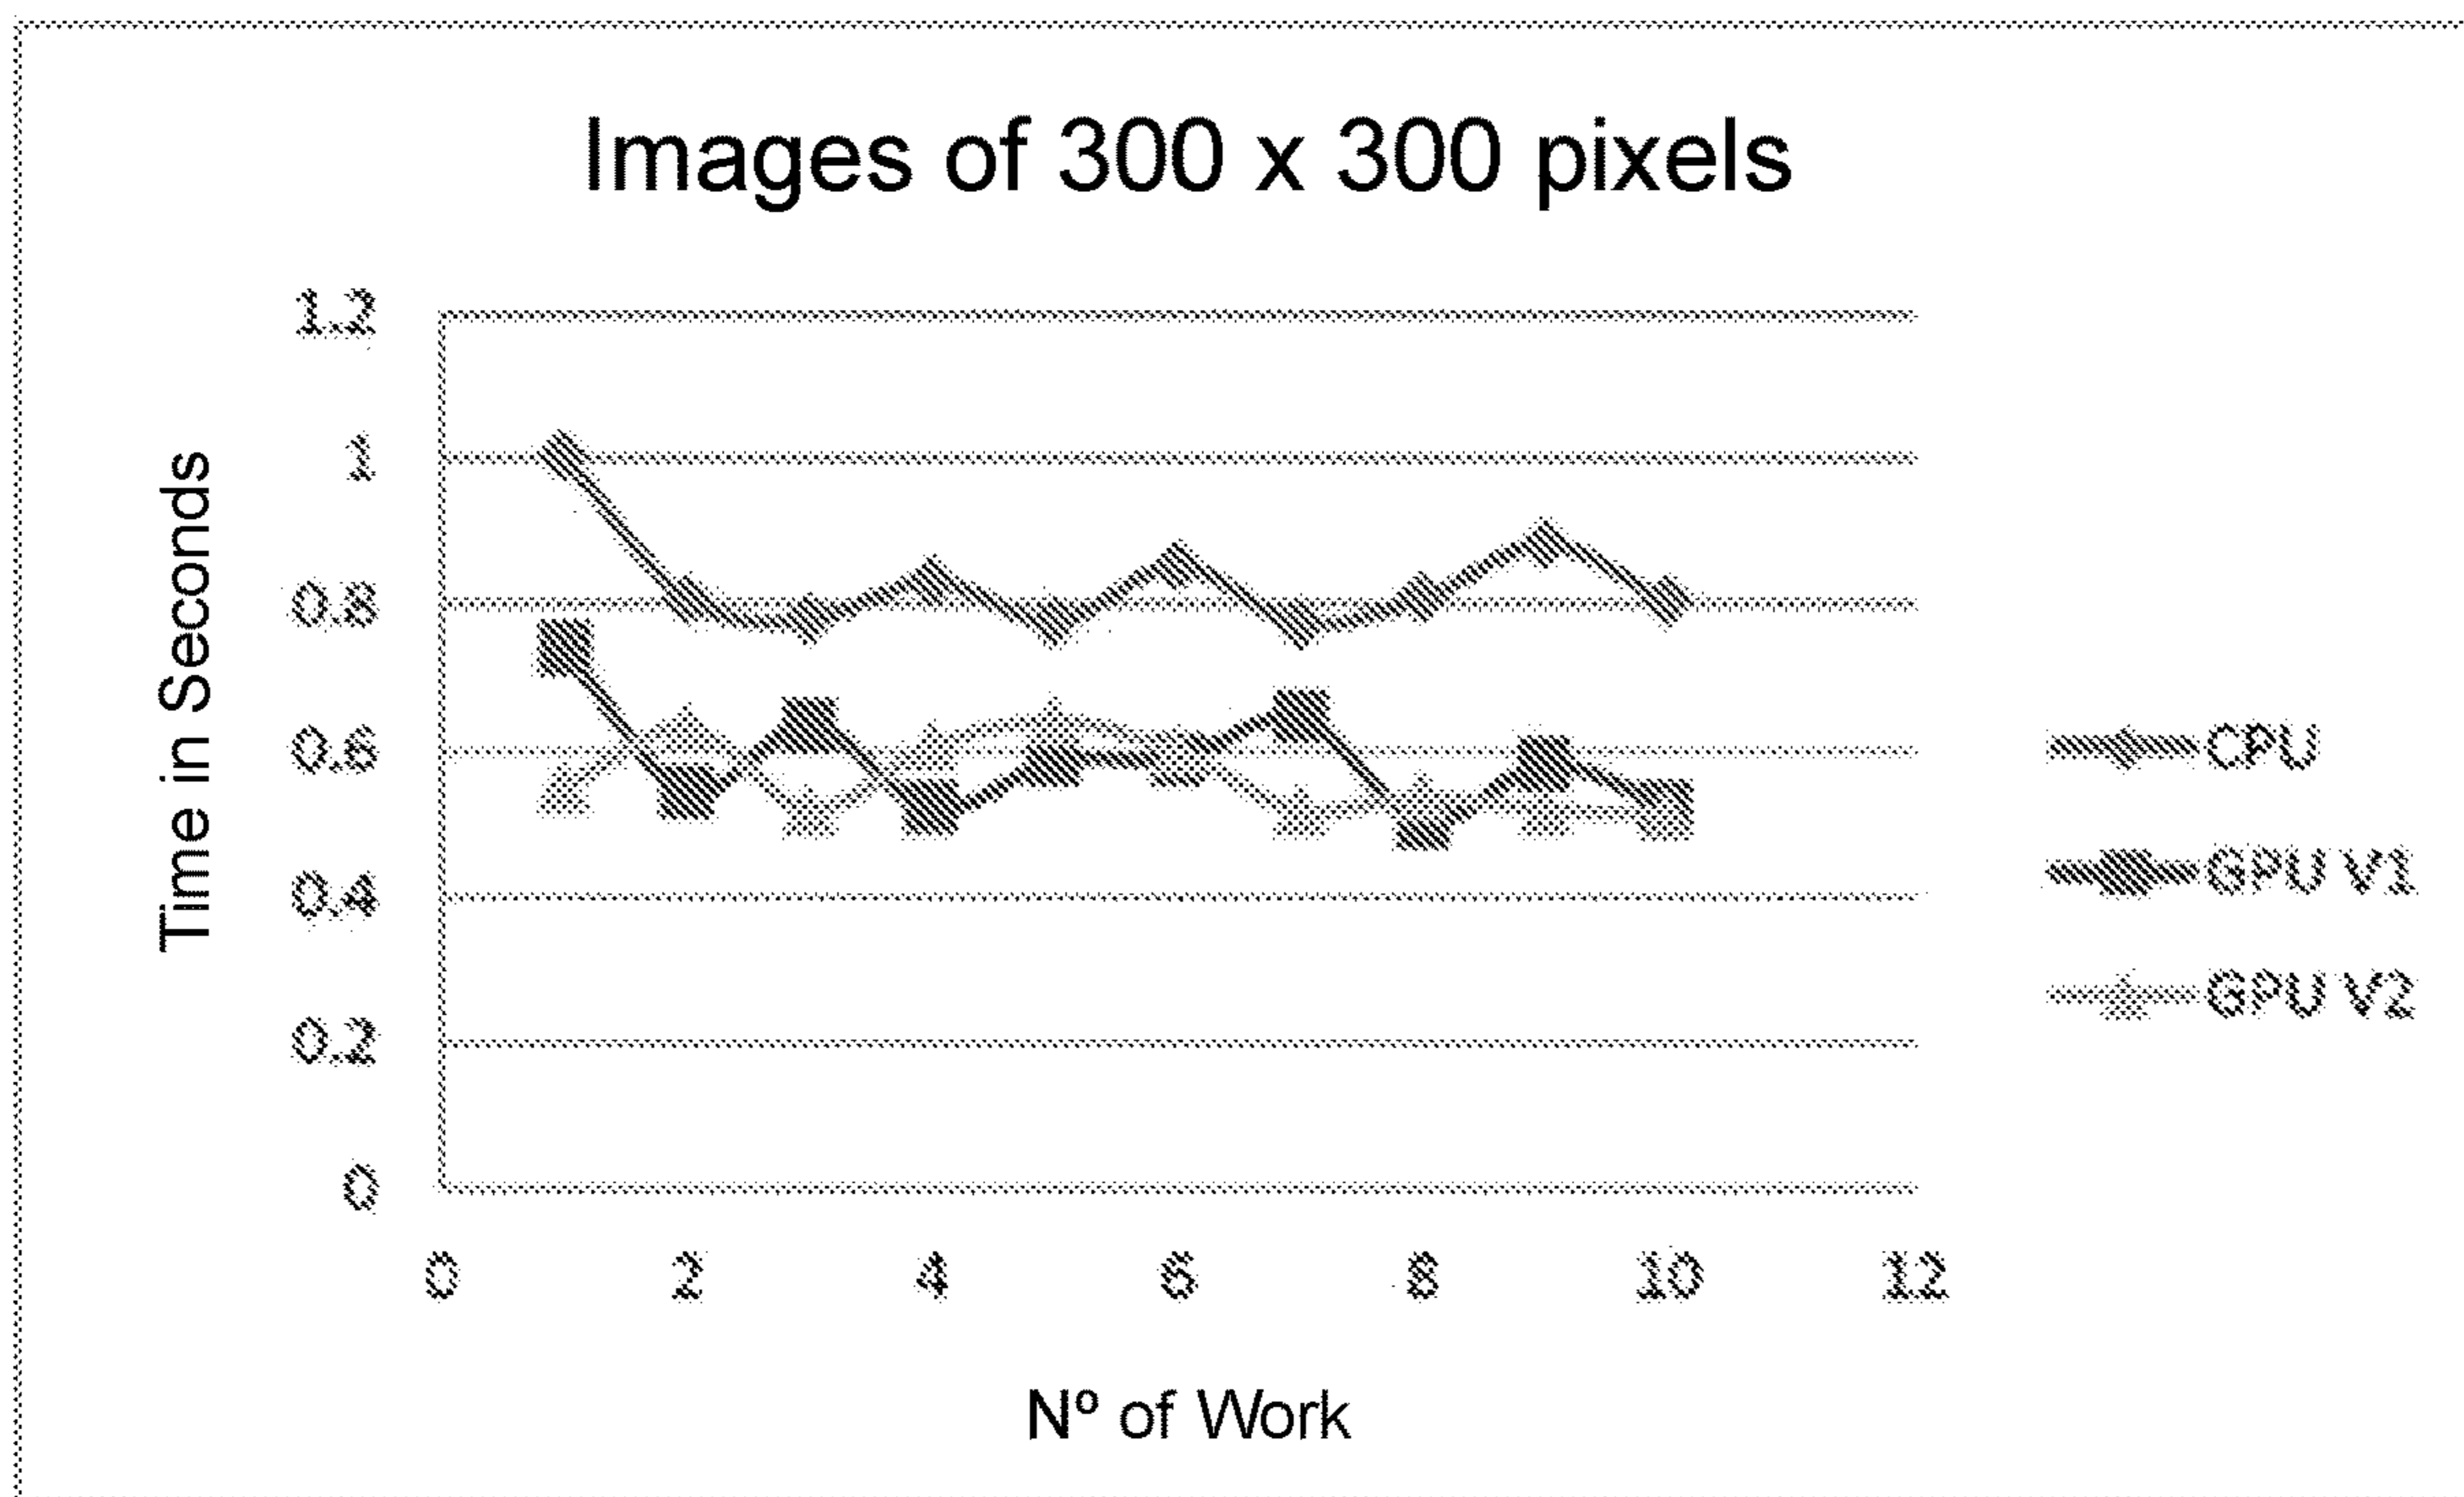 Images of 300 x 300 pixels
Time in Seconds
1.2
1
0.8
0.6
0.4
0.2
0
0 2 4 6 8 10 12
Nº of Work
CPU
GPU V1
GPU V2